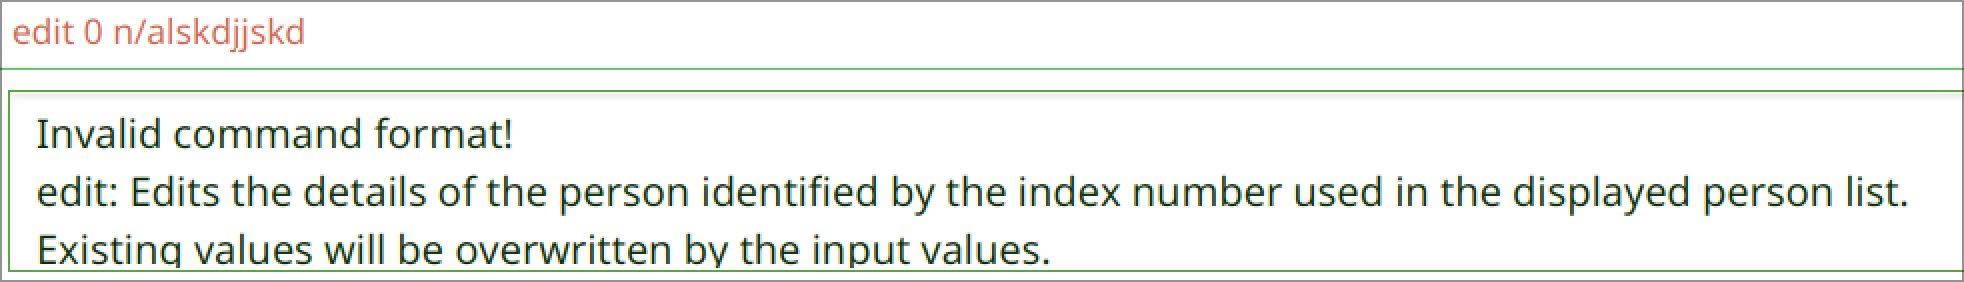 edit 0 n/alskdjjskd
Invalid command format!
edit: Edits the details of the person identified by the index number used in the displayed person list.
Existing values will be overwritten by the input values.